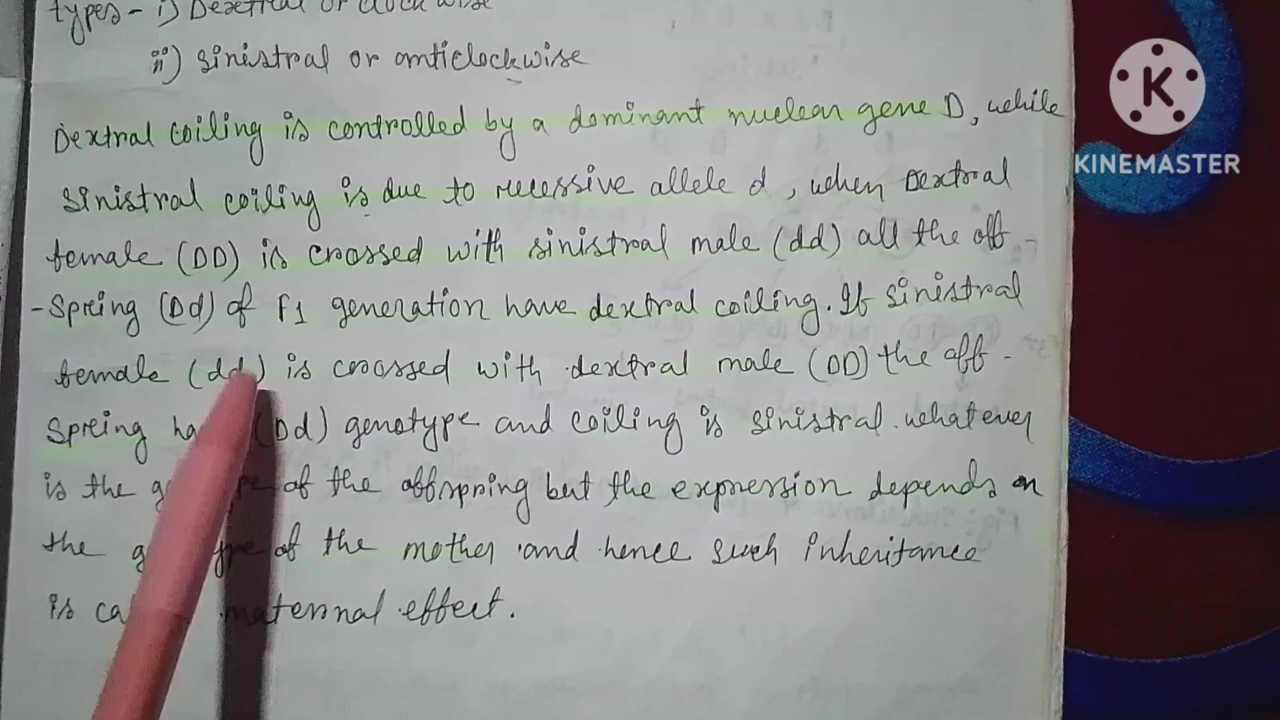 types - i) Dextral or clockwise
ii) sinistral or anticlockwise
Dextral coiling is controlled by a dominant nuclear gene D, while
sinistral coiling is due to recessive allele d, when Dextral
female (DD) is crossed with sinistral male (dd) all the off -
- Spring (Dd) of F1 generation have dextral coiling. If sinistral
female (dd) is crossed with dextral male (DD) the off -
Spring (Dd) genotype and coiling is sinistral. whatever
is the of the offspring but the expression depends on
the of the mother and hence such inheritance
is maternal effect.
K
KINEMASTER